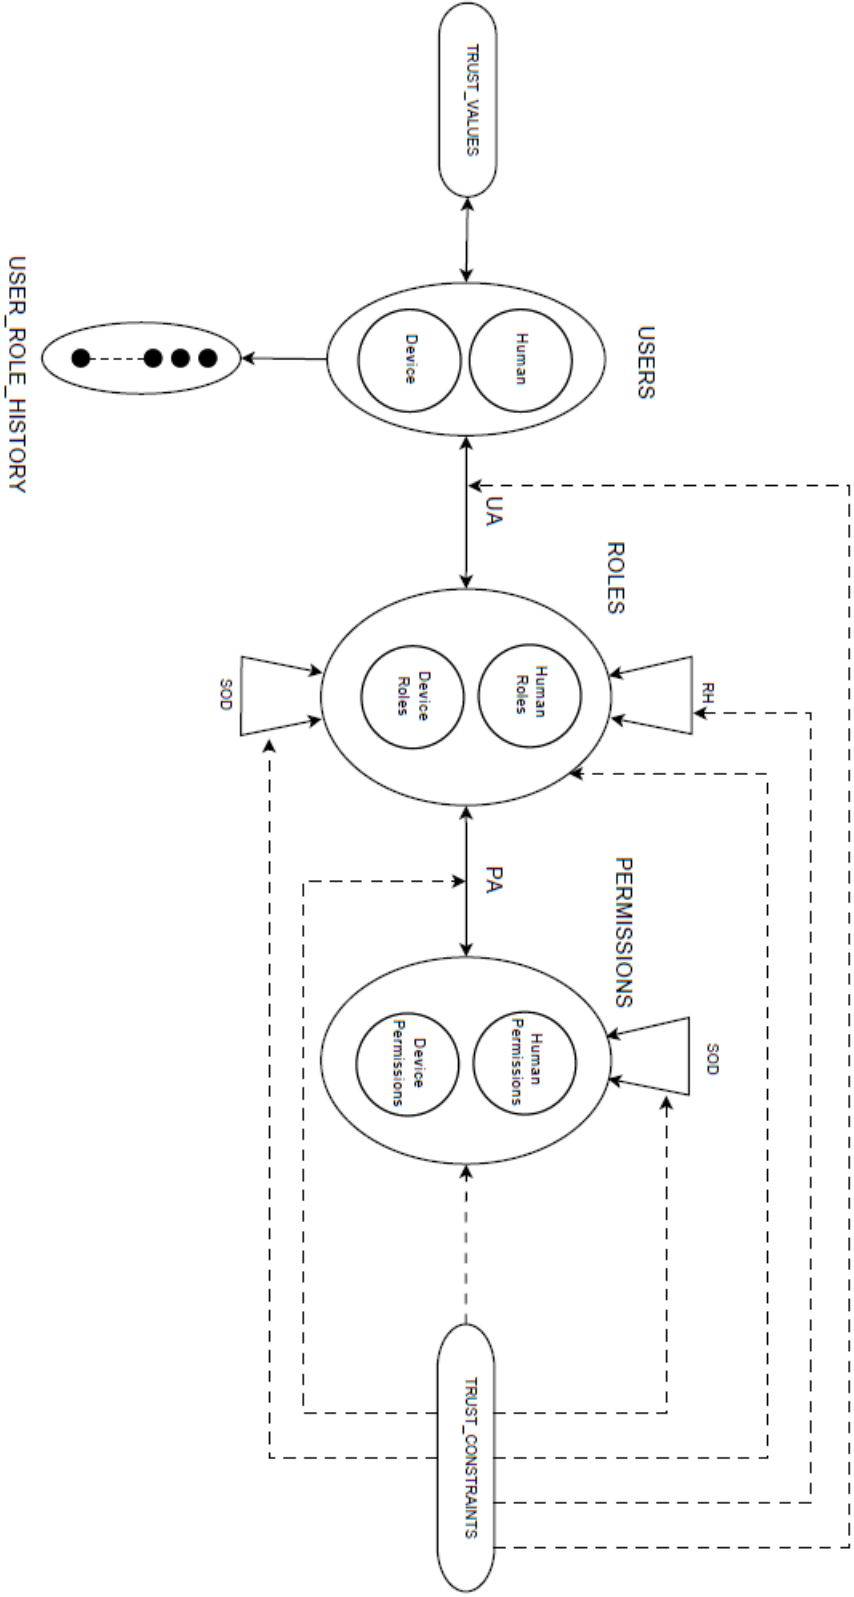 TRUST_VALUES
USERS
Human
Device
USER_ROLE_HISTORY
UA
ROLES
RH
Human
Roles
Device
Roles
SOD
PA
PERMISSIONS
SOD
Human
Permissions
Device
Permissions
TRUST_CONSTRAINTS